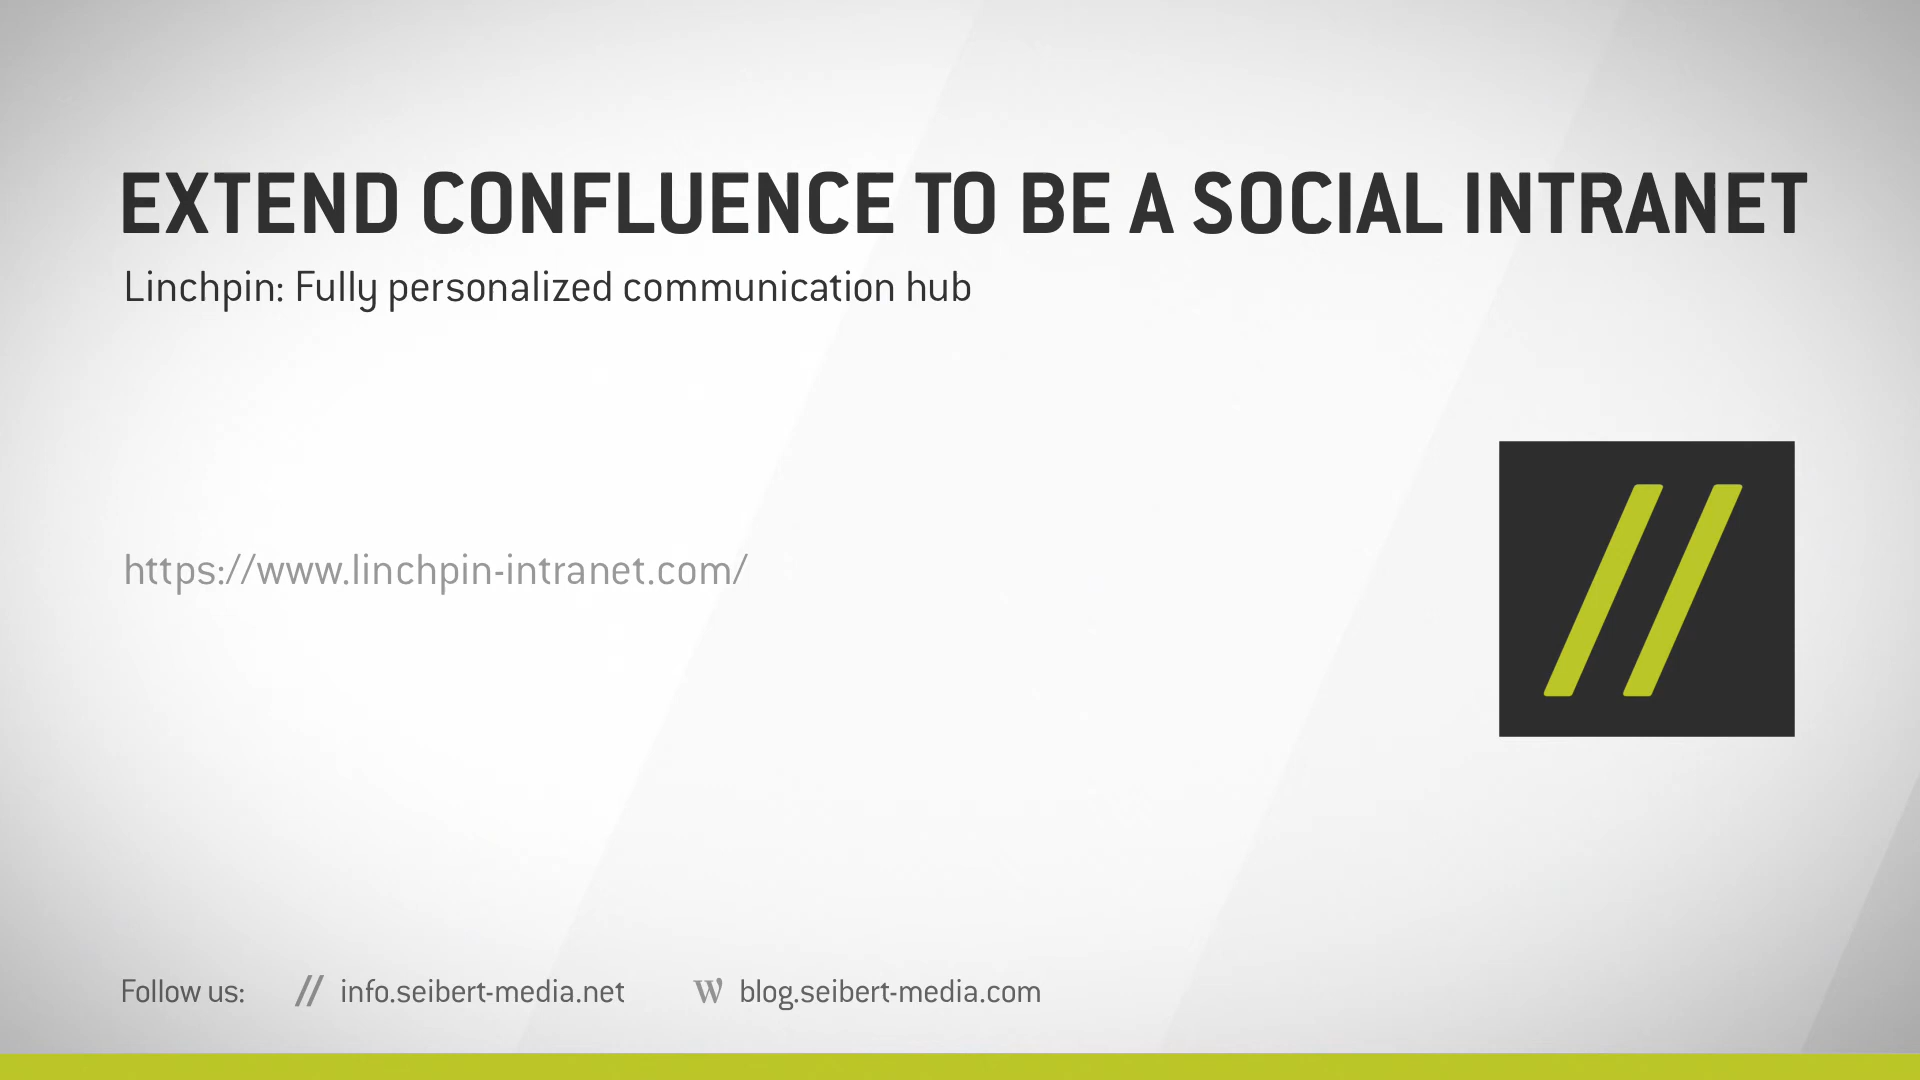 EXTEND CONFLUENCE TO BE A SOCIAL INTRANET
Linchpin: Fully personalized communication hub
https://www.linchpin-intranet.com/
Follow us: // info.seibert-media.net W blog.seibert-media.com